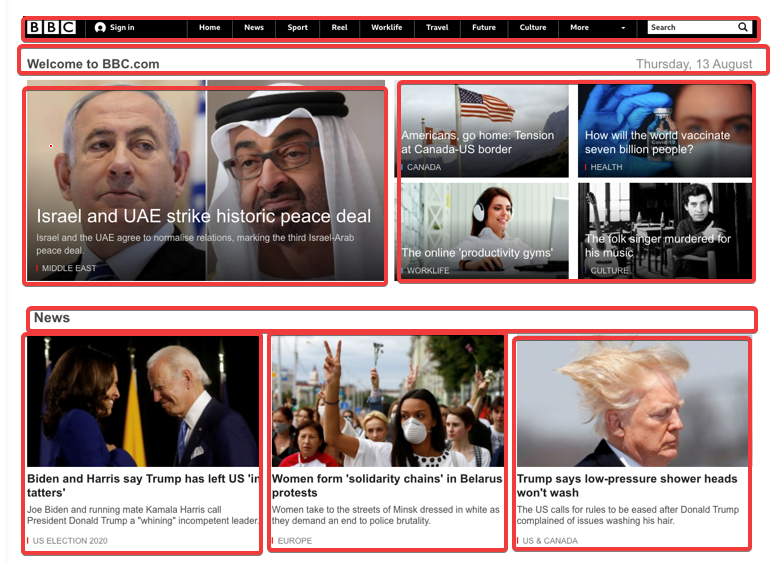 BBC Sign in Home News Sport Reel Worklife Travel Future Culture More Search
Welcome to BBC.com Thursday, 13 August
Israel and UAE strike historic peace deal
Israel and the UAE agree to normalise relations, marking the third Israel-Arab
peace deal.
MIDDLE EAST
Americans, go home: Tension
at Canada-US border
CANADA
How will the world vaccinate
seven billion people?
HEALTH
The online 'productivity gyms'
WORKLIFE
The folk singer murdered for
his music
CULTURE
News
Biden and Harris say Trump has left US 'in
tatters'
Joe Biden and running mate Kamala Harris call
President Donald Trump a "whining" incompetent leader.
US ELECTION 2020
Women form 'solidarity chains' in Belarus
protests
Women take to the streets of Minsk dressed in white as
they demand an end to police brutality.
EUROPE
Trump says low-pressure shower heads
won't wash
The US calls for rules to be eased after Donald Trump
complained of issues washing his hair.
US & CANADA